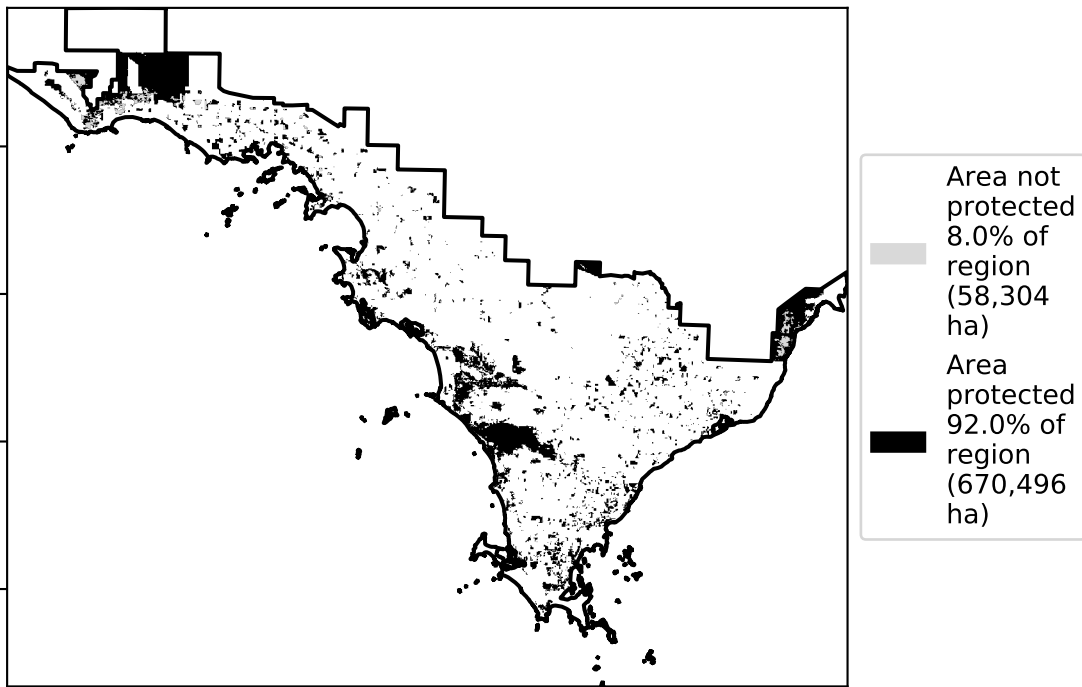 Area not
protected
8.0% of
region
(58,304
ha)
Area
protected
92.0% of
region
(670,496
ha)